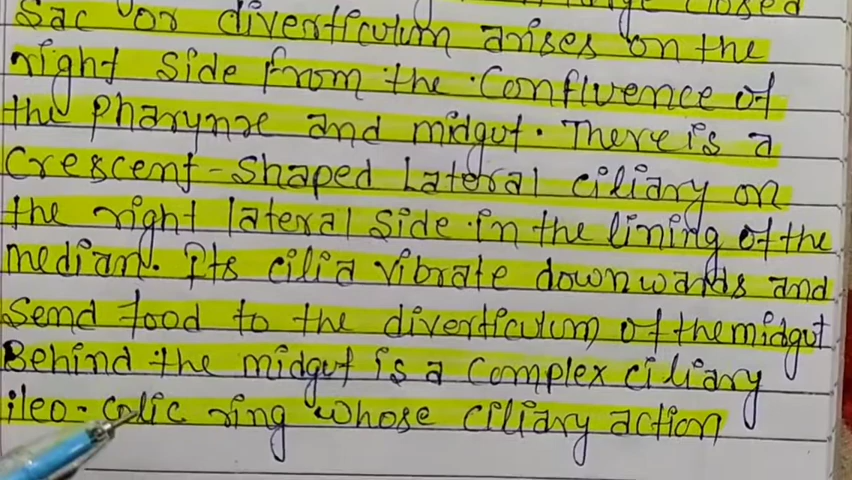 closed
Sac or diverticulum arises on the
right side from the confluence of
the Pharynx and midgut. There is a
Crescent-shaped Lateral ciliary on
the right lateral side in the lining of the
median. Its cilia vibrate downwards and
Send food to the diverticulum of the midgut
Behind the midgut is a complex ciliary
ileo-colic ring whose ciliary action